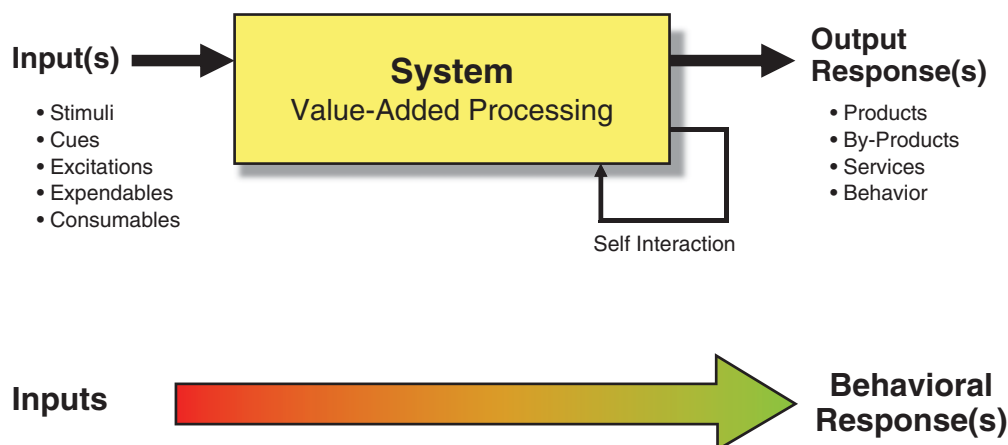 Input(s)
• Stimuli
• Cues
• Excitations
• Expendables
• Consumables
System
Value-Added Processing
Self Interaction
Output
Response(s)
• Products
• By-Products
• Services
• Behavior
Inputs
Behavioral
Response(s)